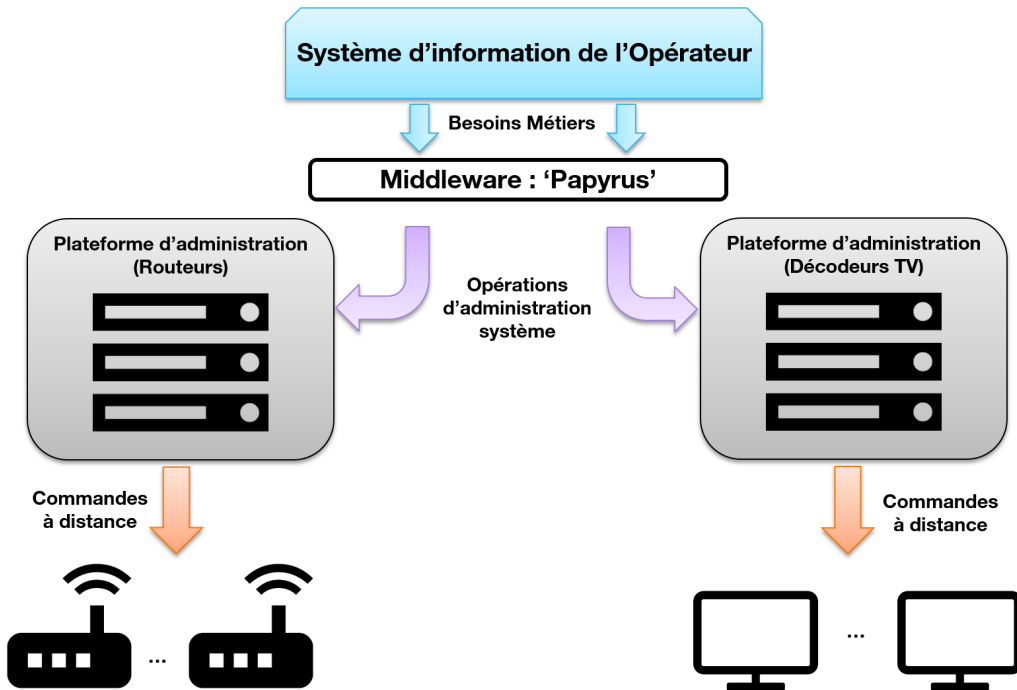 Système d’information de l’Opérateur
Besoins Métiers
Middleware : ‘Papyrus’
Plateforme d’administration
(Routeurs)
Opérations
d’administration
système
Plateforme d’administration
(Décodeurs TV)
Commandes
à distance
Commandes
à distance
...
...